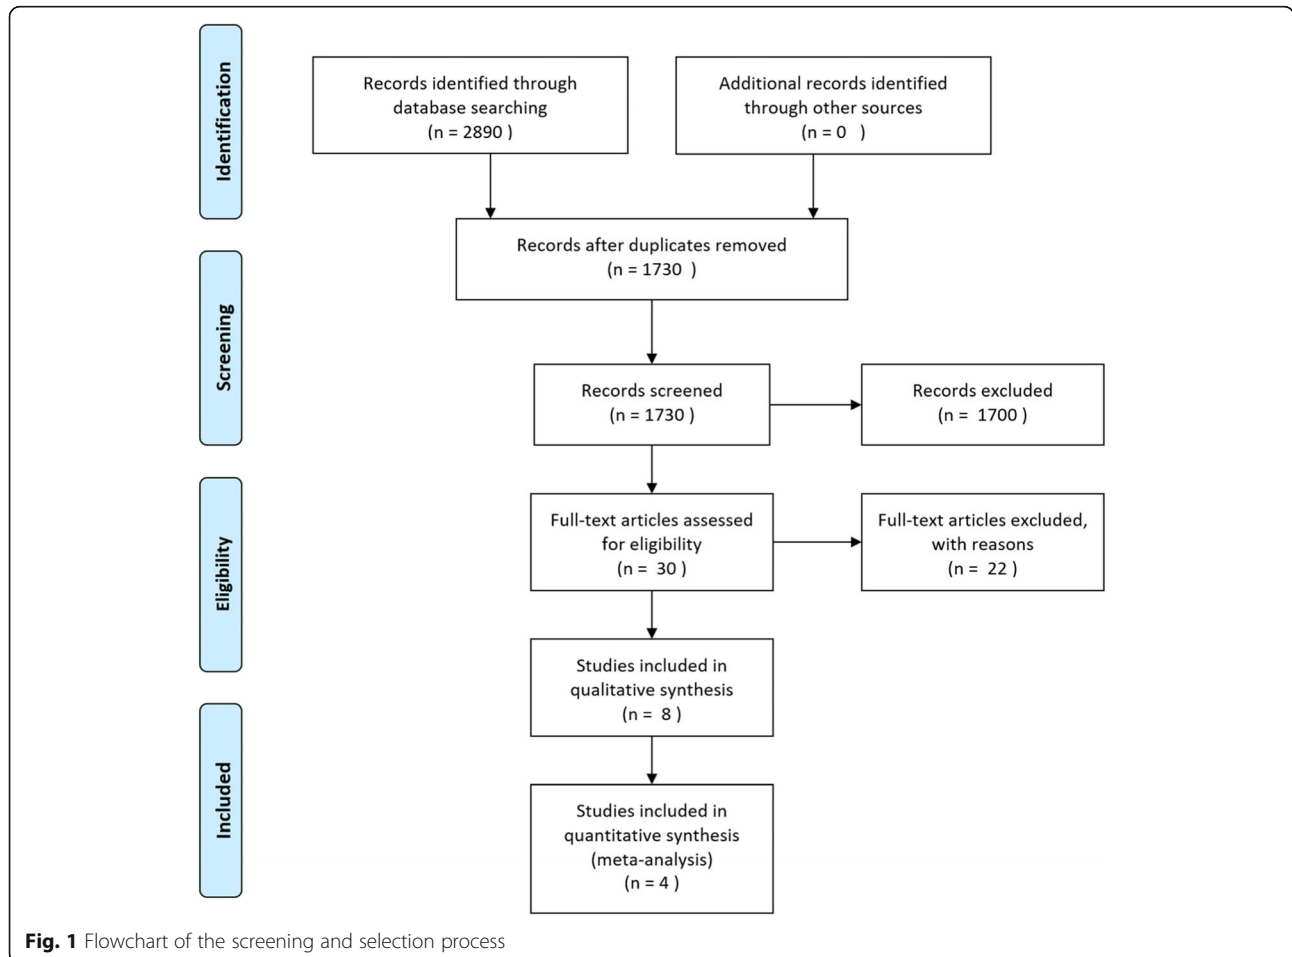 Identification
Records identified through
database searching
(n = 2890 )
Additional records identified
through other sources
(n = 0   )
Records after duplicates removed
(n = 1730  )
Screening
Records screened
(n = 1730 )
Records excluded
(n =  1700 )
Eligibility
Full-text articles assessed
for eligibility
(n =  30 )
Full-text articles excluded,
with reasons
(n =  22 )
Studies included in
qualitative synthesis
(n =  8 )
Included
Studies included in
quantitative synthesis
(meta-analysis)
(n = 4 )
Fig. 1 Flowchart of the screening and selection process